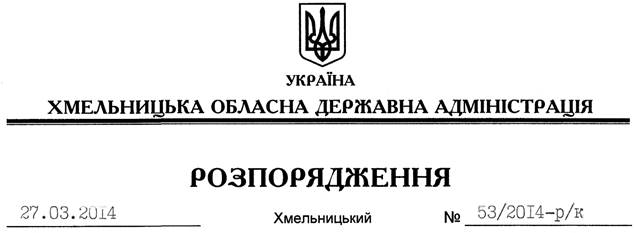 УКРАЇНА
ХМЕЛЬНИЦЬКА ОБЛАСНА ДЕРЖАВНА АДМІНІСТРАЦІЯ
РОЗПОРЯДЖЕННЯ
27.03.2014 Хмельницький № 53/2014-р/к